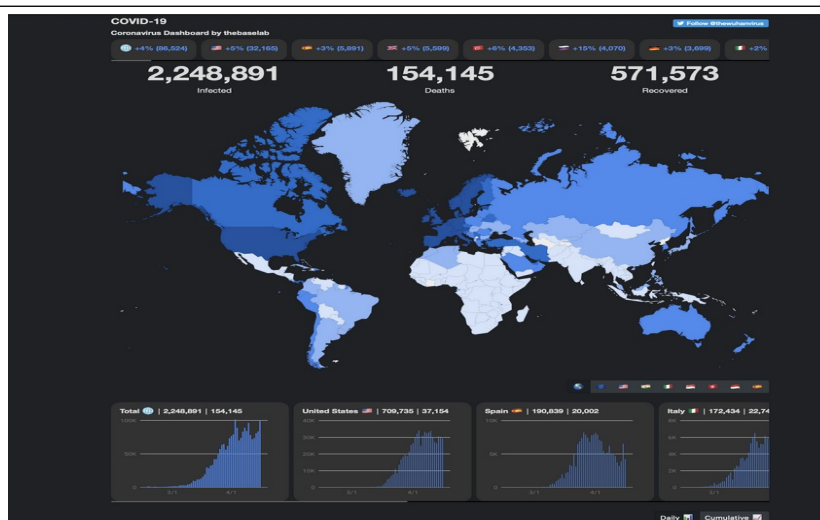 COVID-19
Follow @thewuhanvirus
Coronavirus Dashboard by thebaselab
+4% (86,524) +5% (32,165) +3% (5,891) +5% (5,599) +6% (4,353) +15% (4,070) +3% (3,699) +2%
2,248,891 154,145 571,573
Infected Deaths Recovered
Total | 2,248,891 | 154,145
100K
50K
0
3/1 4/1
United States | 709,735 | 37,154
20K
10K
0
3/1 4/1
Spain | 190,839 | 20,002
0
3/1 4/1
Italy | 172,434 | 22,74
0
3/1
Daily Cumulative